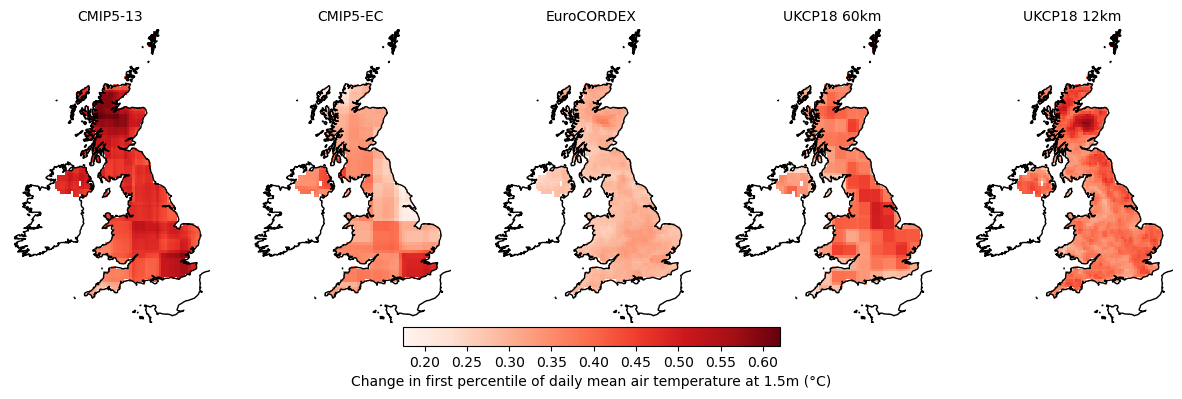 CMIP5-13 CMIP5-EC EuroCORDEX UKCP18 60km UKCP18 12km
0.20 0.25 0.30 0.35 0.40 0.45 0.50 0.55 0.60
Change in first percentile of daily mean air temperature at 1.5m (°C)